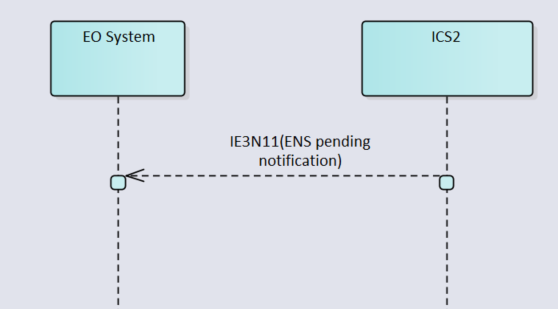 EO System
ICS2
IE3N11(ENS pending
notification)